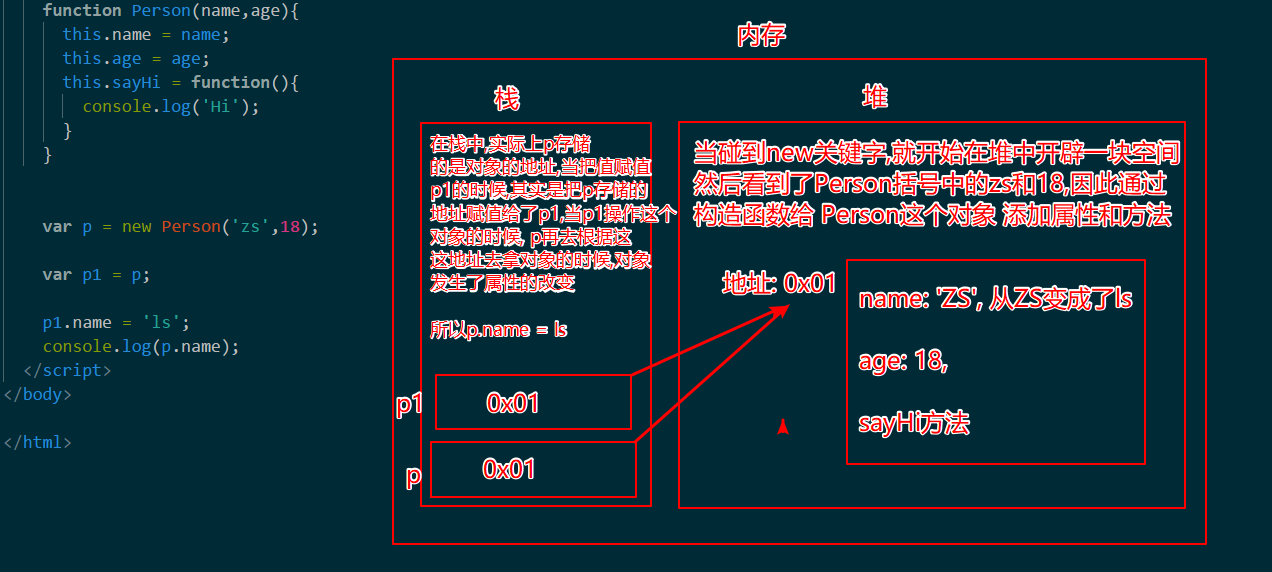 function Person(name,age){
this.name = name;
this.age = age;
this.sayHi = function(){
console.log('Hi');
}
}
var p = new Person('zs',18);
var p1 = p;
p1.name = 'ls';
console.log(p.name);
</script>
</body>
</html>
内存
栈
在栈中,实际上p存储
的是对象的地址,当把值赋值
p1的时候,其实是把p存储的
地址赋值给了p1,当p1操作这个
对象的时候, p再去根据这
这地址去拿对象的时候,对象
发生了属性的改变
所以p.name = ls
p1
0x01
p
0x01
堆
当碰到new关键字,就开始在堆中开辟一块空间
然后看到了Person括号中的zs和18,因此通过
构造函数给 Person这个对象 添加属性和方法
地址: 0x01
name: 'ZS', 从ZS变成了ls
age: 18,
sayHi方法